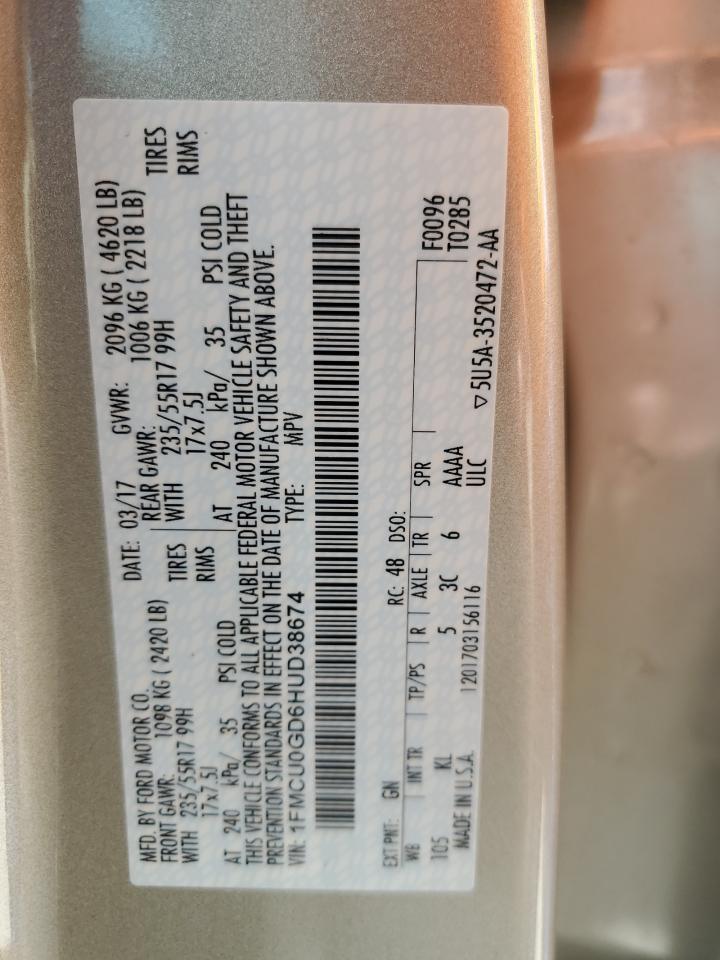 MFD. BY FORD MOTOR CO.
DATE: 03/17 GVWR: 2096 KG ( 4620 LB)
FRONT GAWR: 1098 KG ( 2420 LB) REAR GAWR: 1006 KG ( 2218 LB)
WITH 235/55R17 99H TIRES WITH 235/55R17 99H TIRES
17x7.5J RIMS 17x7.5J RIMS
AT 240 kPa/ 35 PSI COLD AT 240 kPa/ 35 PSI COLD
THIS VEHICLE CONFORMS TO ALL APPLICABLE FEDERAL MOTOR VEHICLE SAFETY AND THEFT
PREVENTION STANDARDS IN EFFECT ON THE DATE OF MANUFACTURE SHOWN ABOVE.
VIN: 1FMCU0GD6HUD38674 TYPE: MPV
EXT PNT: GN RC: 48 DSO: F0096
WB INT TR TP/PS R AXLE TR SPR T0285
105 KL 5 3C 6 AAAA
MADE IN U.S.A. 1201703156116 ULC ▽5U5A-3520472-AA